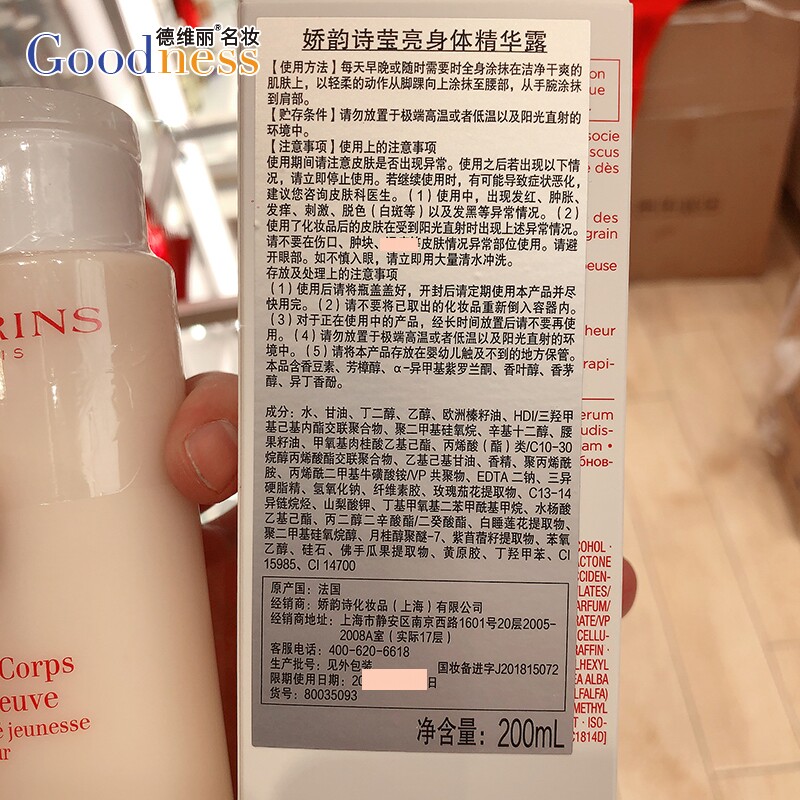 德维丽®名妆
Goodness
娇韵诗莹亮身体精华露
【使用方法】每天早晚或随时需要时全身涂抹在洁净干爽的
肌肤上，以轻柔的动作从脚踝向上涂抹至腰部，从手腕涂抹
到肩部。
【贮存条件】请勿放置于极端高温或者低温以及阳光直射的
环境中。
【注意事项】使用上的注意事项
使用期间请注意皮肤是否出现异常。使用之后若出现以下情
况，请立即停止使用。若继续使用时，有可能导致症状恶化，
建议您咨询皮肤科医生。（1）使用中，出现发红、肿胀、
发痒、刺激、脱色（白斑等）以及发黑等异常情况。（2）
使用了化妆品后的皮肤在受到阳光直射时出现上述异常情况。
请不要在伤口、肿块、皮肤情况异常部位使用。请避
开眼部。如不慎入眼，请立即用大量清水冲洗。
存放及处理上的注意事项
（1）使用后请将瓶盖盖好，开封后请定期使用本产品并尽
快用完。（2）请不要将已取出的化妆品重新倒入容器内。
（3）对于正在使用中的产品，经长时间放置后请不要再使
用。（4）请勿放置于极端高温或者低温以及阳光直射的环
境中。（5）请将本产品存放在婴幼儿触及不到的地方保管。
本品含香豆素、芳樟醇、α-异甲基紫罗兰酮、香叶醇、香茅
醇、异丁香酚。
成分：水、甘油、丁二醇、乙醇、欧洲榛籽油、HDI/三羟甲
基己基内酯交联聚合物、聚二甲基硅氧烷、辛基十二醇、腰
果籽油、甲氧基肉桂酸乙基己酯、丙烯酸（酯）类/C10-30
烷醇丙烯酸酯交联聚合物、乙基己基甘油、香精、聚丙烯酰
胺、丙烯酰二甲基牛磺酸铵/VP 共聚物、EDTA 二钠、三异
硬脂精、氢氧化钠、纤维素胶、玫瑰茄花提取物、C13-14
异链烷烃、山梨酸钾、丁基甲氧基二苯甲酰基甲烷、水杨酸
乙基己酯、丙二醇二辛酸酯/二癸酸酯、白睡莲花提取物、
聚二甲基硅氧烷醇、月桂醇聚醚-7、紫苜蓿籽提取物、苯氧
乙醇、硅石、佛手瓜果提取物、黄原胶、丁羟甲苯、CI
15985、CI 14700
原产国：法国
经销商：娇韵诗化妆品（上海）有限公司
经销商地址：上海市静安区南京西路1601号20层2005-
2008A室（实际17层）
客服电话：400-620-6618
生产批号：见外包装 国妆备进字J201815072
限期使用日期：20 日
货号：80035093
净含量：200mL
RINS
IS
Corps
euve
é jeunesse
ur
on
que
socie
iscus
e dès
des
grain
peuse
heur
rapi-
erum
udis-
am •
бнов-
COHOL ·
ACTONE
CCIDEN-
LATES/
ARFUM/
RATE/VP
CELLU-
RAFFIN ·
LHEXYL
EA ALBA
LFALFA)
METHYL
T · ISO-
C1814D]